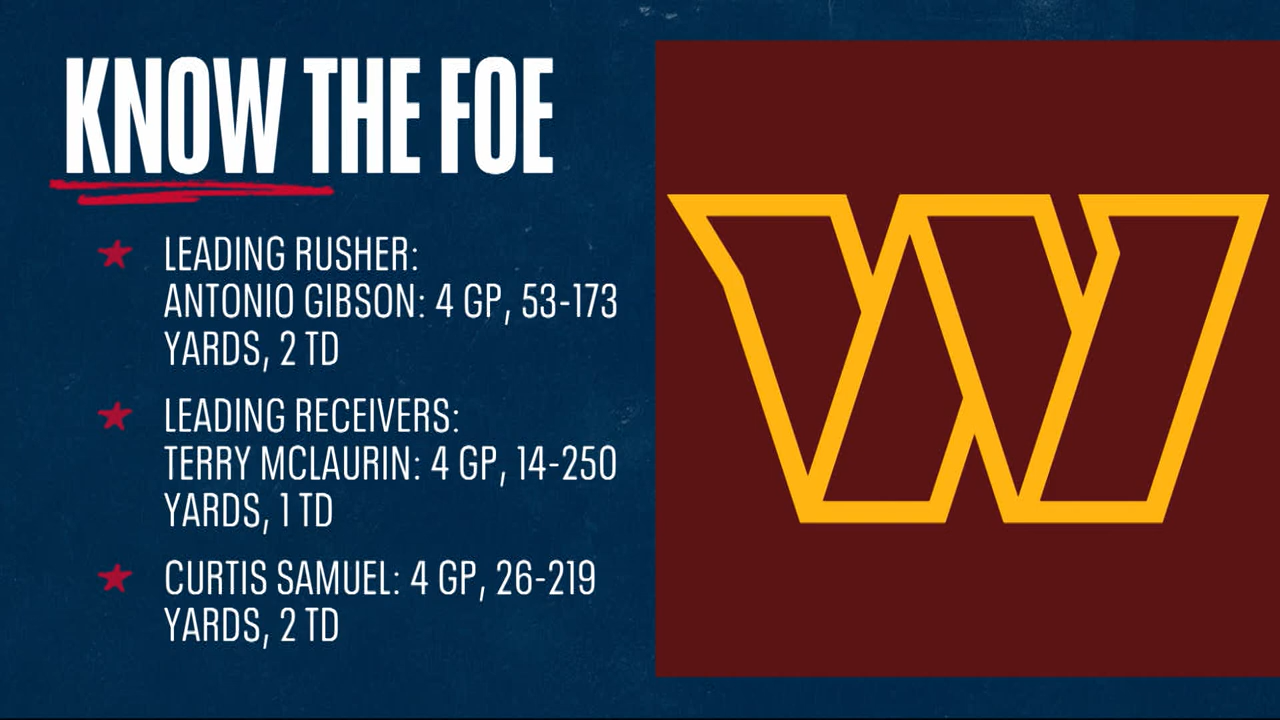 KNOW THE FOE
LEADING RUSHER:
ANTONIO GIBSON: 4 GP, 53-173
YARDS, 2 TD
LEADING RECEIVERS:
TERRY MCLAURIN: 4 GP, 14-250
YARDS, 1 TD
CURTIS SAMUEL: 4 GP, 26-219
YARDS, 2 TD
W